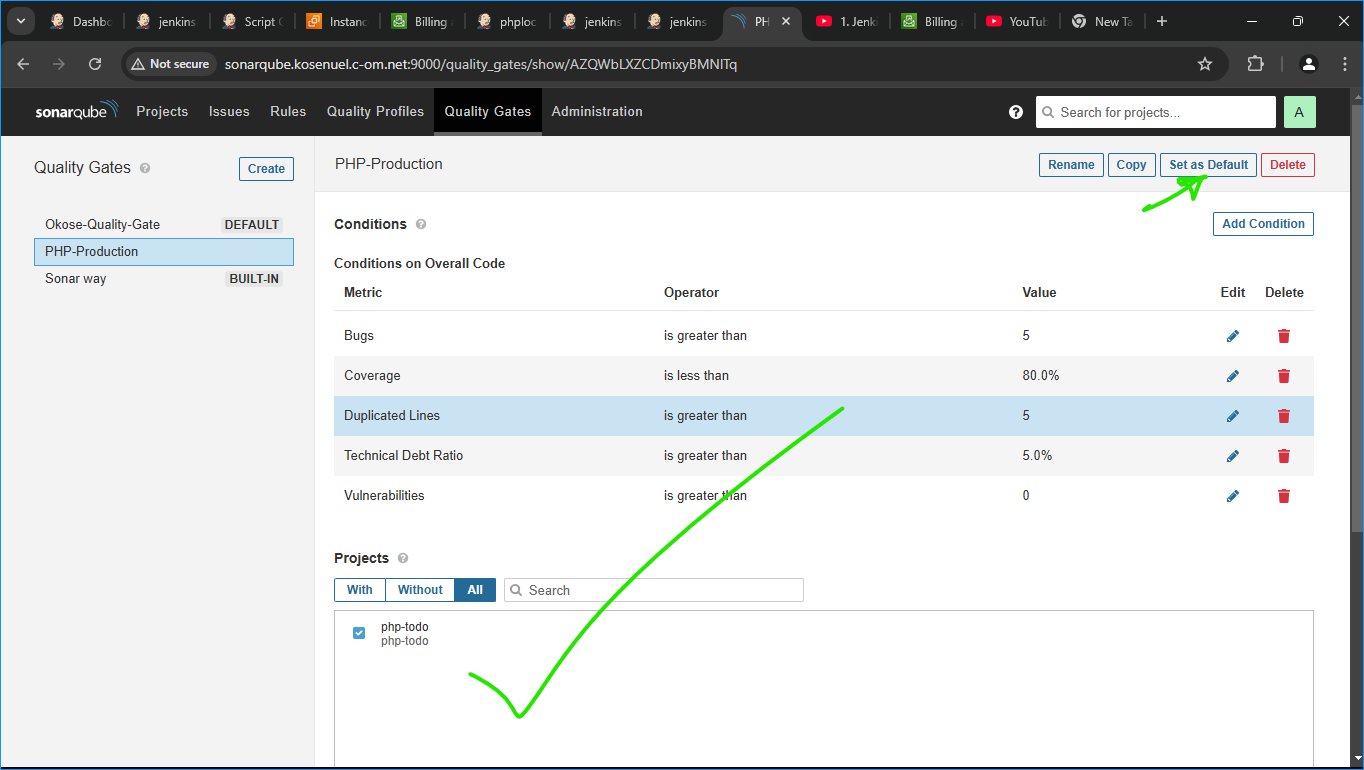 Dashbo jenkins Script C Instanc Billing a phploc jenkins jenkins PH 1. Jenki Billing a YouTub New Ta
Not secure sonarqube.kosenuel.c-om.net:9000/quality_gates/show/AZQWbLXZCDmixyBMNITq
sonarqube Projects Issues Rules Quality Profiles Quality Gates Administration ? Search for projects... A
Quality Gates ? Create
PHP-Production Rename Copy Set as Default Delete
Okose-Quality-Gate DEFAULT
PHP-Production
Sonar way BUILT-IN
Conditions ? Add Condition
Conditions on Overall Code
Metric Operator Value Edit Delete
Bugs is greater than 5
Coverage is less than 80.0%
Duplicated Lines is greater than 5
Technical Debt Ratio is greater than 5.0%
Vulnerabilities is greater than 0
Projects ?
With Without All Search
php-todo
php-todo